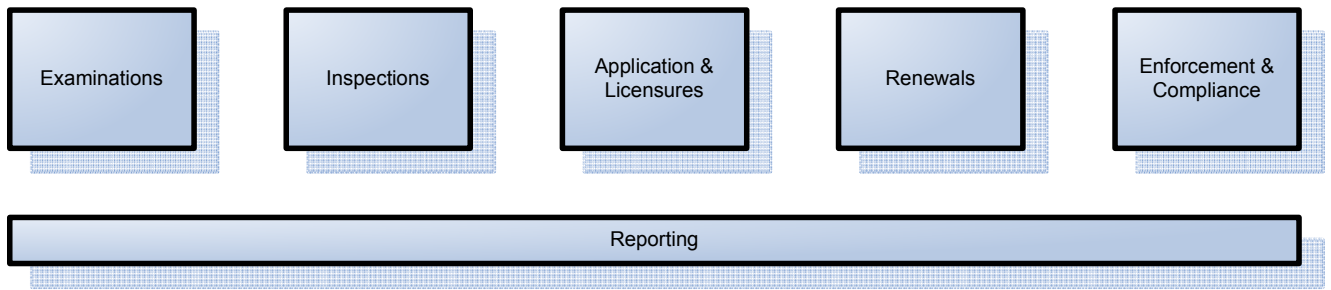 Examinations
Inspections
Application &
Licensures
Renewals
Enforcement &
Compliance
Reporting